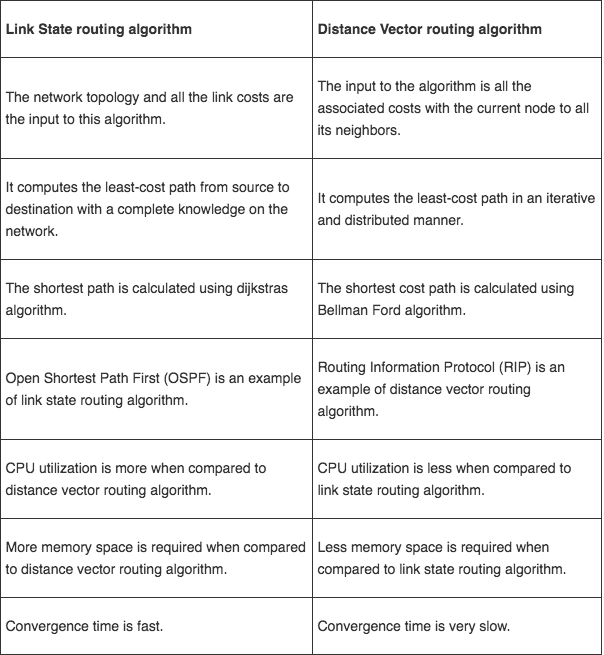 Link State routing algorithm
Distance Vector routing algorithm
The network topology and all the link costs are
the input to this algorithm.
The input to the algorithm is all the
associated costs with the current node to all
its neighbors.
It computes the least-cost path from source to
destination with a complete knowledge on the
network.
It computes the least-cost path in an iterative
and distributed manner.
The shortest path is calculated using dijkstras
algorithm.
The shortest cost path is calculated using
Bellman Ford algorithm.
Open Shortest Path First (OSPF) is an example
of link state routing algorithm.
Routing Information Protocol (RIP) is an
example of distance vector routing
algorithm.
CPU utilization is more when compared to
distance vector routing algorithm.
CPU utilization is less when compared to
link state routing algorithm.
More memory space is required when compared
to distance vector routing algorithm.
Less memory space is required when
compared to link state routing algorithm.
Convergence time is fast.
Convergence time is very slow.